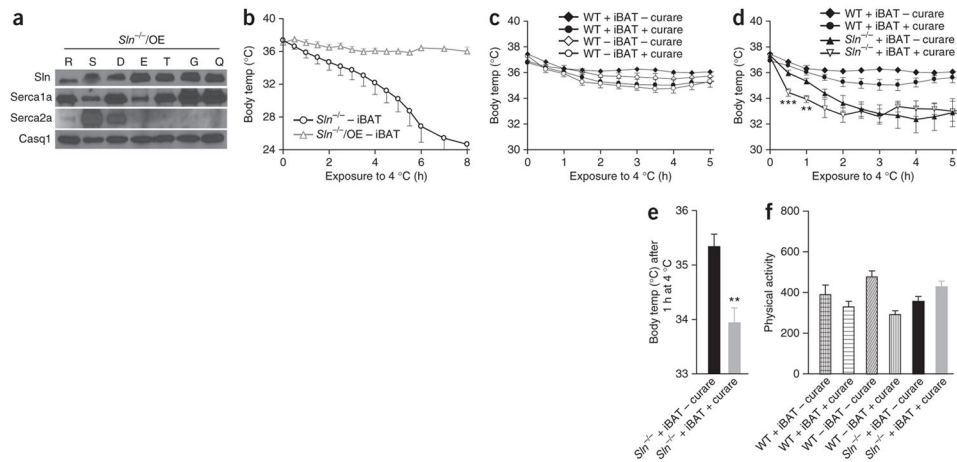 a
Sln−/−/OE
R S D E T G Q
Sln
Serca1a
Serca2a
Casq1
b
Body temp (°C)
40
36
32
28
24
0 1 2 3 4 5 6 7 8
Exposure to 4 °C (h)
Sln−/− – iBAT
Sln−/−/OE – iBAT
c
WT + iBAT – curare
WT + iBAT + curare
WT – iBAT – curare
WT – iBAT + curare
Body temp (°C)
40
38
36
34
32
30
0 1 2 3 4 5
Exposure to 4 °C (h)
d
WT + iBAT – curare
WT + iBAT + curare
Sln−/− + iBAT – curare
Sln−/− + iBAT + curare
Body temp (°C)
40
38
36
34
32
30
***
**
0 1 2 3 4 5
Exposure to 4 °C (h)
e
Body temp (°C) after
1 h at 4 °C
36
35
34
33
**
Sln−/− + iBAT – curare
Sln−/− + iBAT + curare
f
Physical activity
800
600
400
200
0
WT + iBAT – curare
WT + iBAT + curare
WT – iBAT – curare
WT – iBAT + curare
Sln−/− + iBAT – curare
Sln−/− + iBAT + curare